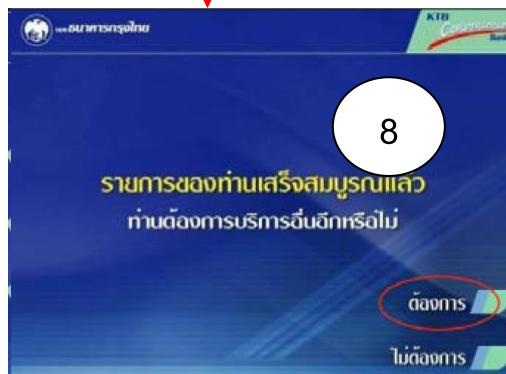 ธนาคารกรุงไทย
KTB
8
รายการของท่านเสร็จสมบูรณ์แล้ว
ท่านต้องการบริการอื่นอีกหรือไม่
ต้องการ
ไม่ต้องการ